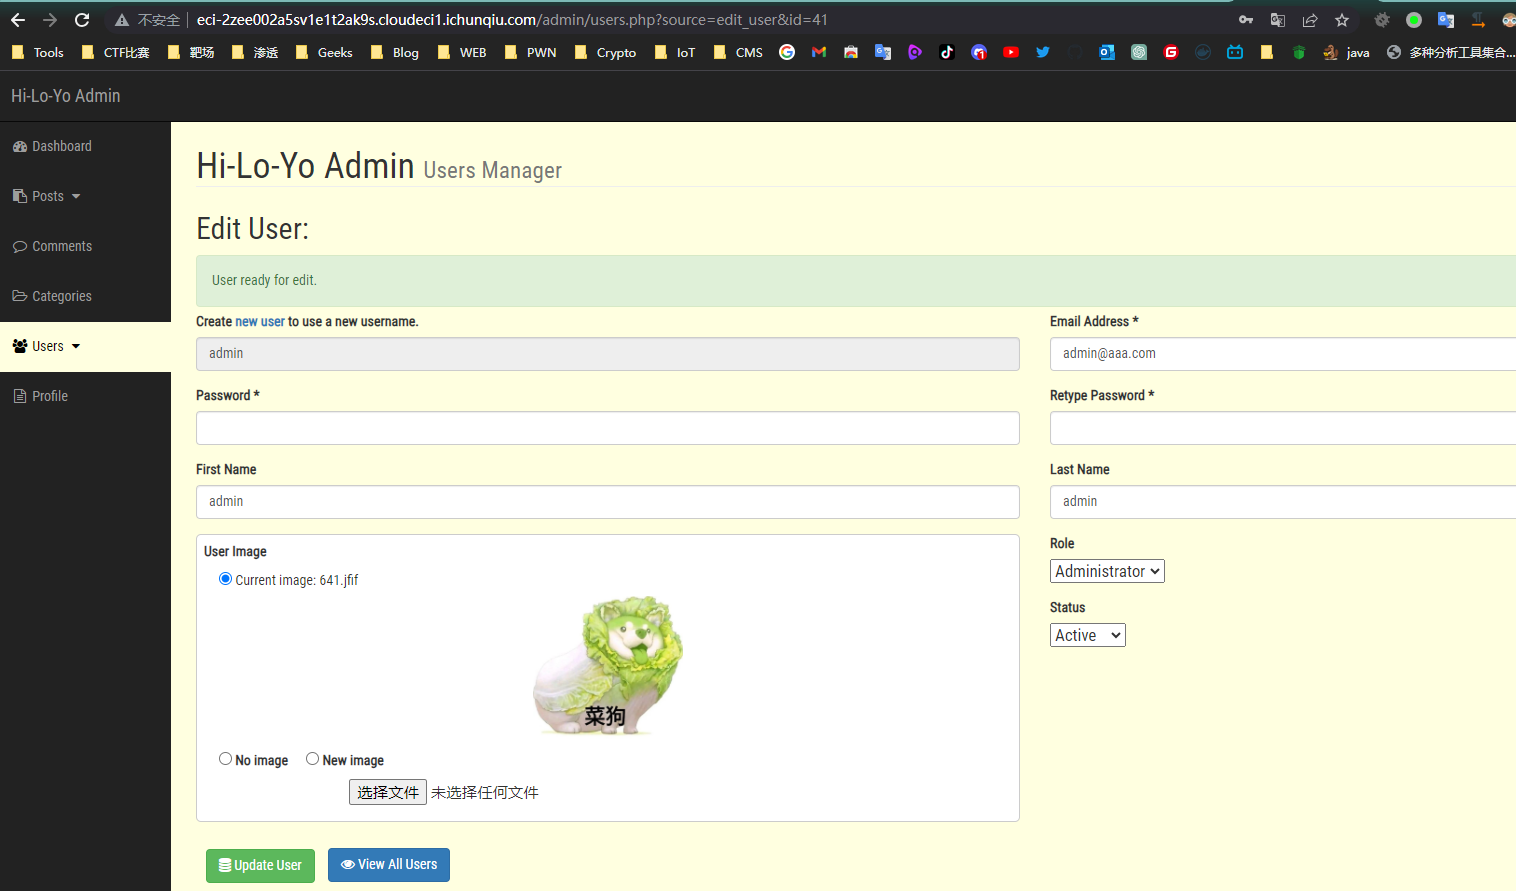 不安全 eci-2zee002a5sv1e1t2ak9s.cloudeci1.ichunqiu.com/admin/users.php?source=edit_user&id=41
Tools CTF比赛 靶场 渗透 Geeks Blog WEB PWN Crypto IoT CMS java 多种分析工具集合...
Hi-Lo-Yo Admin
Dashboard
Posts
Comments
Categories
Users
Profile
Hi-Lo-Yo Admin Users Manager
Edit User:
User ready for edit.
Create new user to use a new username.
admin
Email Address *
admin@aaa.com
Password *
Retype Password *
First Name
admin
Last Name
admin
User Image
Current image: 641.jfif
菜狗
No image New image
选择文件 未选择任何文件
Role
Administrator
Status
Active
Update User View All Users